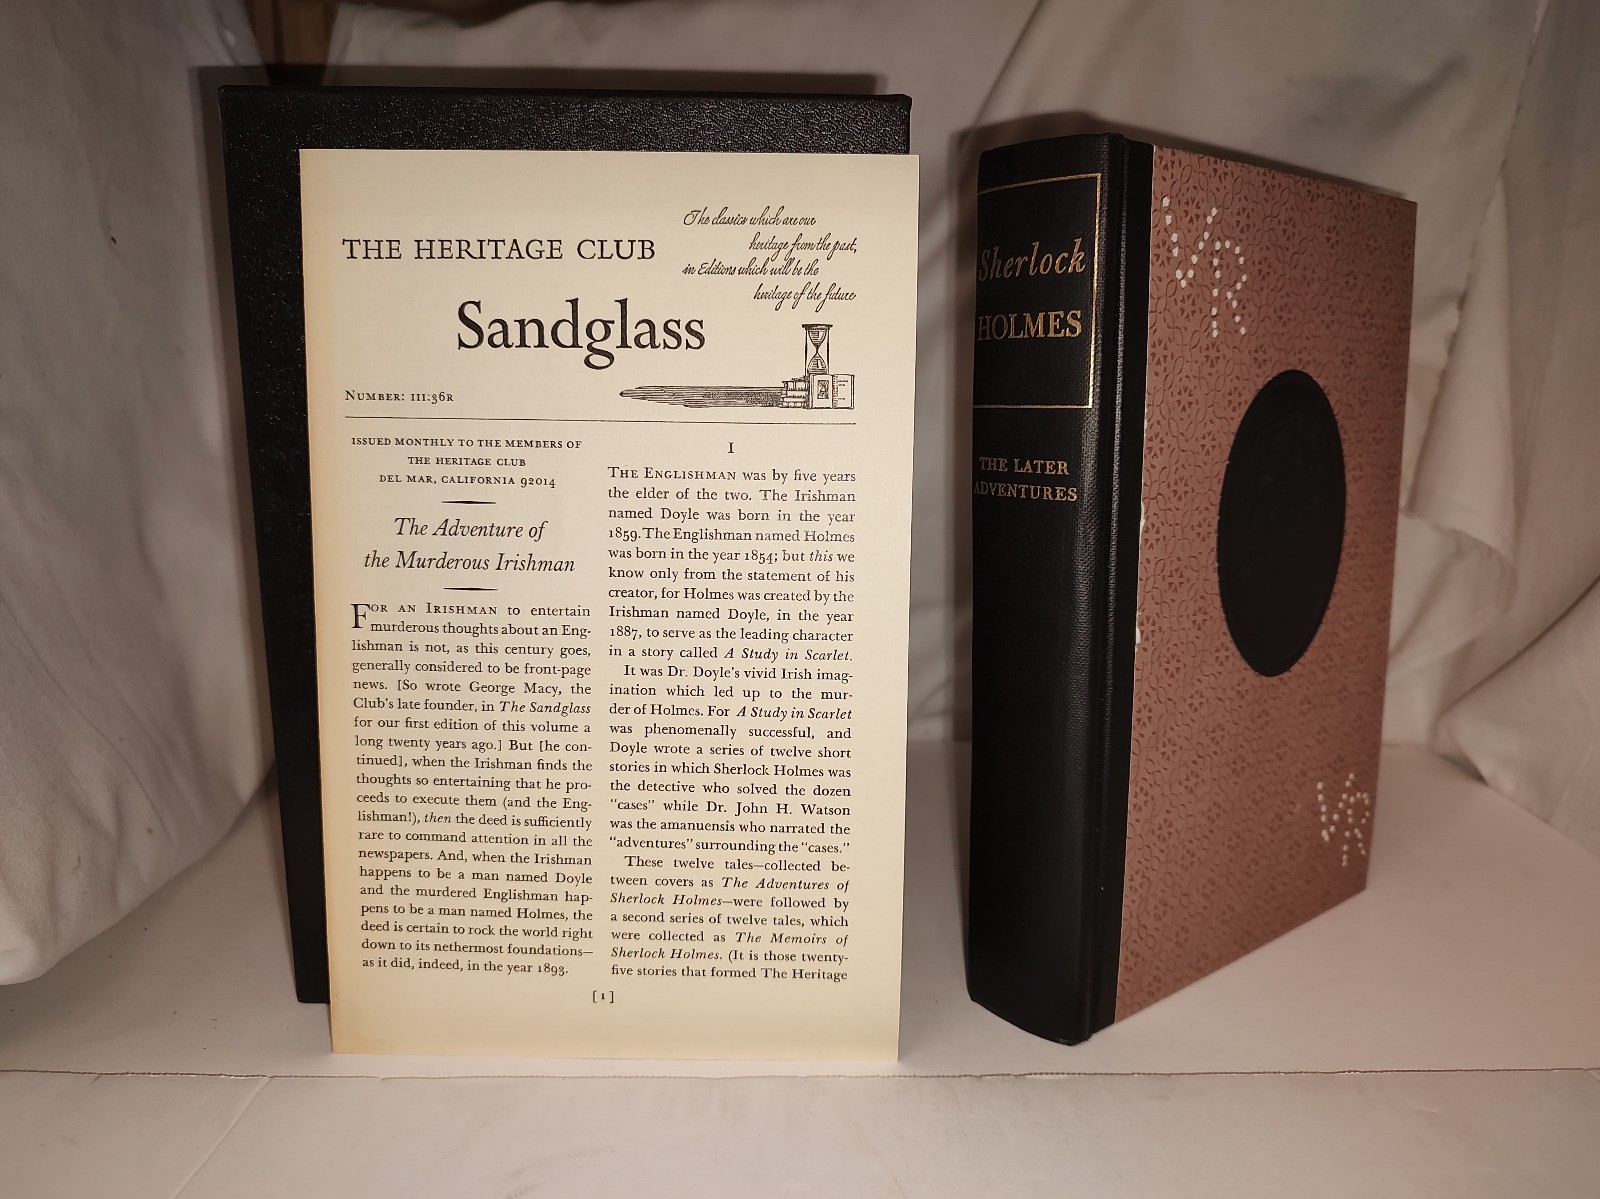 THE HERITAGE CLUB
The classics which are our
heritage from the past,
in Editions which will be the
heritage of the future
Sandglass
NUMBER: III:36R
ISSUED MONTHLY TO THE MEMBERS OF
THE HERITAGE CLUB
DEL MAR, CALIFORNIA 92014
The Adventure of
the Murderous Irishman
FOR AN IRISHMAN to entertain
murderous thoughts about an Eng-
lishman is not, as this century goes,
generally considered to be front-page
news. [So wrote George Macy, the
Club's late founder, in The Sandglass
for our first edition of this volume a
long twenty years ago.] But [he con-
tinued], when the Irishman finds the
thoughts so entertaining that he pro-
ceeds to execute them (and the Eng-
lishman!), then the deed is sufficiently
rare to command attention in all the
newspapers. And, when the Irishman
happens to be a man named Doyle
and the murdered Englishman hap-
pens to be a man named Holmes, the
deed is certain to rock the world right
down to its nethermost foundations—
as it did, indeed, in the year 1893.
I
THE ENGLISHMAN was by five years
the elder of the two. The Irishman
named Doyle was born in the year
1859. The Englishman named Holmes
was born in the year 1854; but this we
know only from the statement of his
creator, for Holmes was created by the
Irishman named Doyle, in the year
1887, to serve as the leading character
in a story called A Study in Scarlet.
It was Dr. Doyle's vivid Irish imag-
ination which led up to the mur-
der of Holmes. For A Study in Scarlet
was phenomenally successful, and
Doyle wrote a series of twelve short
stories in which Sherlock Holmes was
the detective who solved the dozen
"cases" while Dr. John H. Watson
was the amanuensis who narrated the
"adventures" surrounding the "cases."
These twelve tales—collected be-
tween covers as The Adventures of
Sherlock Holmes—were followed by
a second series of twelve tales, which
were collected as The Memoirs of
Sherlock Holmes. (It is those twenty-
five stories that formed The Heritage
[1]
Sherlock
HOLMES
THE LATER
ADVENTURES
VR
VR